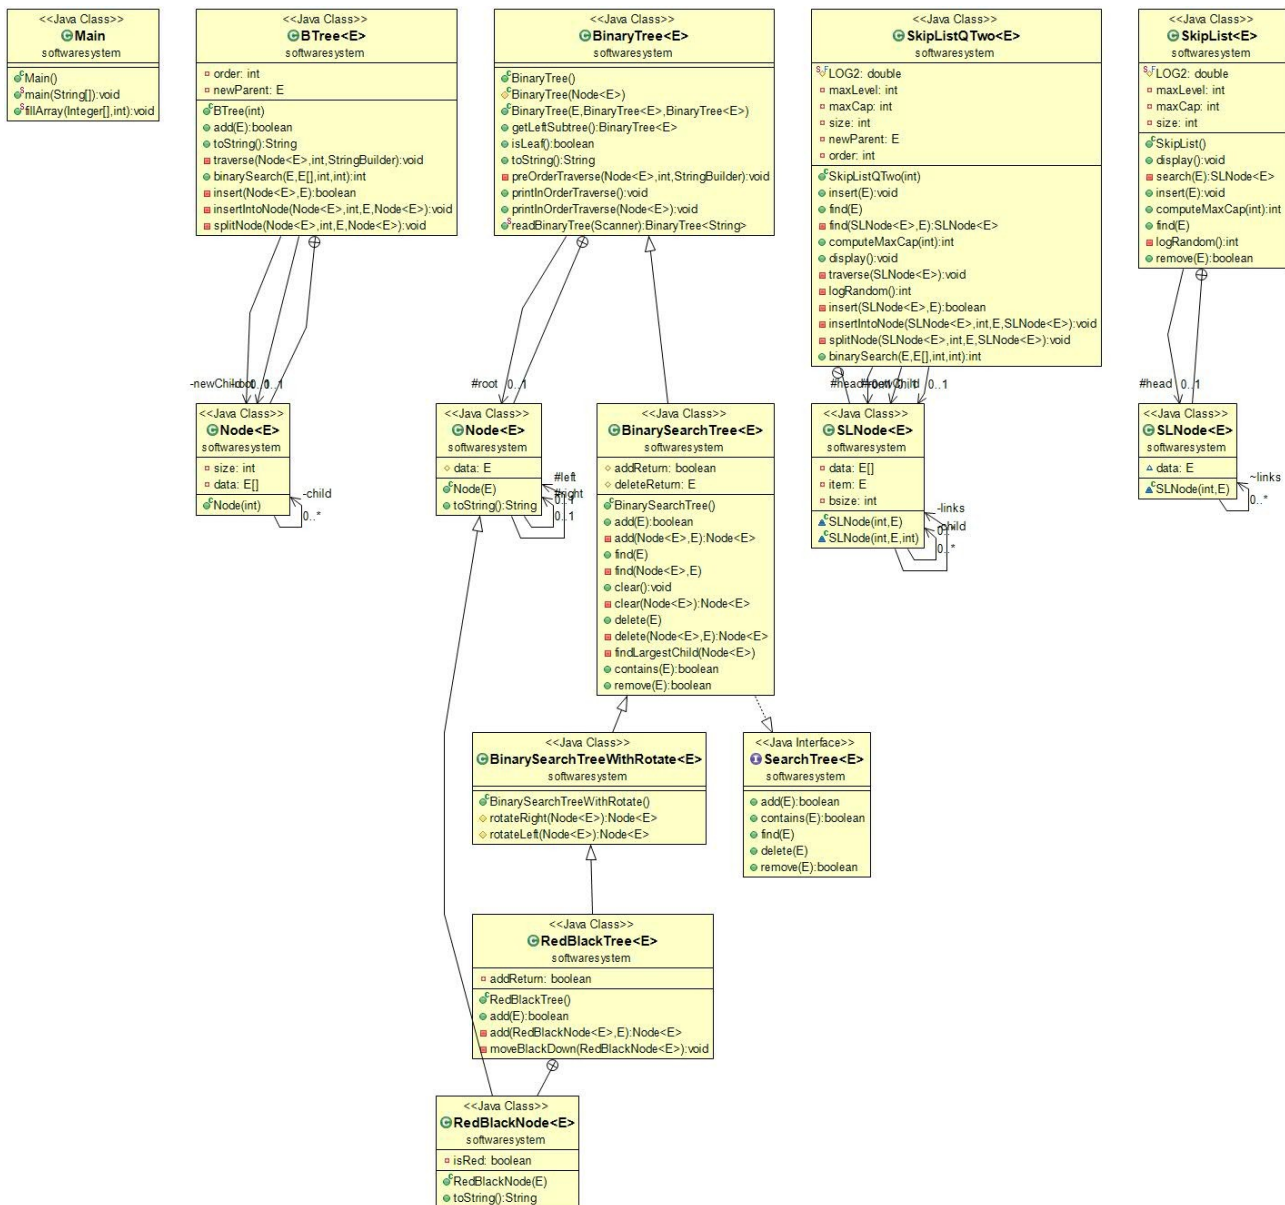 <<Java Class>>
Main
softwaresystem
Main()
main(String[]):void
fillArray(Integer[],int):void
<<Java Class>>
BTree<E>
softwaresystem
order: int
newParent: E
BTree(int)
add(E):boolean
toString():String
traverse(Node<E>,int,StringBuilder):void
binarySearch(E,E[],int,int):int
insert(Node<E>,E):boolean
insertIntoNode(Node<E>,int,E,Node<E>):void
splitNode(Node<E>,int,E,Node<E>):void
<<Java Class>>
BinaryTree<E>
softwaresystem
BinaryTree()
BinaryTree(Node<E>)
BinaryTree(E,BinaryTree<E>,BinaryTree<E>)
getLeftSubtree():BinaryTree<E>
isLeaf():boolean
toString():String
preOrderTraverse(Node<E>,int,StringBuilder):void
printInOrderTraverse():void
printInOrderTraverse(Node<E>):void
readBinaryTree(Scanner):BinaryTree<String>
<<Java Class>>
SkipListQTwo<E>
softwaresystem
LOG2: double
maxLevel: int
maxCap: int
size: int
newParent: E
order: int
SkipListQTwo(int)
insert(E):void
find(E)
find(SLNode<E>,E):SLNode<E>
computeMaxCap(int):int
display():void
traverse(SLNode<E>):void
logRandom():int
insert(SLNode<E>,E):boolean
insertIntoNode(SLNode<E>,int,E,SLNode<E>):void
splitNode(SLNode<E>,int,E,SLNode<E>):void
binarySearch(E,E[],int,int):int
<<Java Class>>
SkipList<E>
softwaresystem
LOG2: double
maxLevel: int
maxCap: int
size: int
SkipList()
display():void
search(E):SLNode<E>
insert(E):void
computeMaxCap(int):int
find(E)
logRandom():int
remove(E):boolean
-newChild 0..1
#root 0..1
#head 0..1
0..1
#head 0..1
<<Java Class>>
Node<E>
softwaresystem
size: int
data: E[]
Node(int)
-child
0..*
<<Java Class>>
Node<E>
softwaresystem
data: E
Node(E)
toString():String
#left
#right
0..1
0..1
<<Java Class>>
BinarySearchTree<E>
softwaresystem
addReturn: boolean
deleteReturn: E
BinarySearchTree()
add(E):boolean
add(Node<E>,E):Node<E>
find(E)
find(Node<E>,E)
clear():void
clear(Node<E>):Node<E>
delete(E)
delete(Node<E>,E):Node<E>
findLargestChild(Node<E>)
contains(E):boolean
remove(E):boolean
<<Java Class>>
SLNode<E>
softwaresystem
data: E[]
item: E
bsize: int
SLNode(int,E)
SLNode(int,E,int)
-links
-child
0..*
<<Java Class>>
SLNode<E>
softwaresystem
data: E
SLNode(int,E)
~links
0..*
<<Java Class>>
BinarySearchTreeWithRotate<E>
softwaresystem
BinarySearchTreeWithRotate()
rotateRight(Node<E>):Node<E>
rotateLeft(Node<E>):Node<E>
<<Java Interface>>
SearchTree<E>
softwaresystem
add(E):boolean
contains(E):boolean
find(E)
delete(E)
remove(E):boolean
<<Java Class>>
RedBlackTree<E>
softwaresystem
addReturn: boolean
RedBlackTree()
add(E):boolean
add(RedBlackNode<E>,E):Node<E>
moveBlackDown(RedBlackNode<E>):void
<<Java Class>>
RedBlackNode<E>
softwaresystem
isRed: boolean
RedBlackNode(E)
toString():String